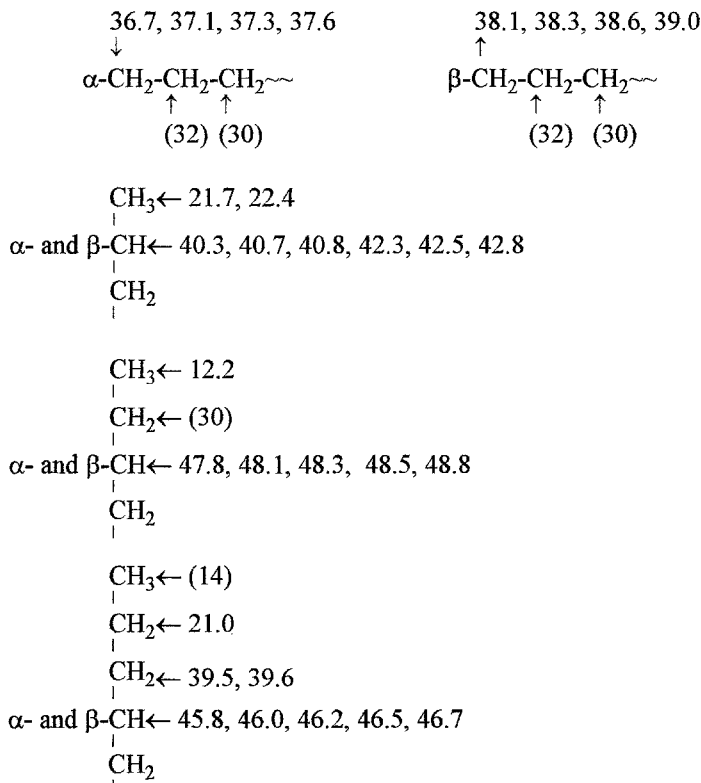 36.7, 37.1, 37.3, 37.6 38.1, 38.3, 38.6, 39.0
↓ ↑
α-CH₂-CH₂-CH₂~~ β-CH₂-CH₂-CH₂~~
↑ ↑ ↑ ↑
(32) (30) (32) (30)
CH₃← 21.7, 22.4
α- and β-CH← 40.3, 40.7, 40.8, 42.3, 42.5, 42.8
CH₂
CH₃← 12.2
CH₂← (30)
α- and β-CH← 47.8, 48.1, 48.3, 48.5, 48.8
CH₂
CH₃← (14)
CH₂← 21.0
CH₂← 39.5, 39.6
α- and β-CH← 45.8, 46.0, 46.2, 46.5, 46.7
CH₂